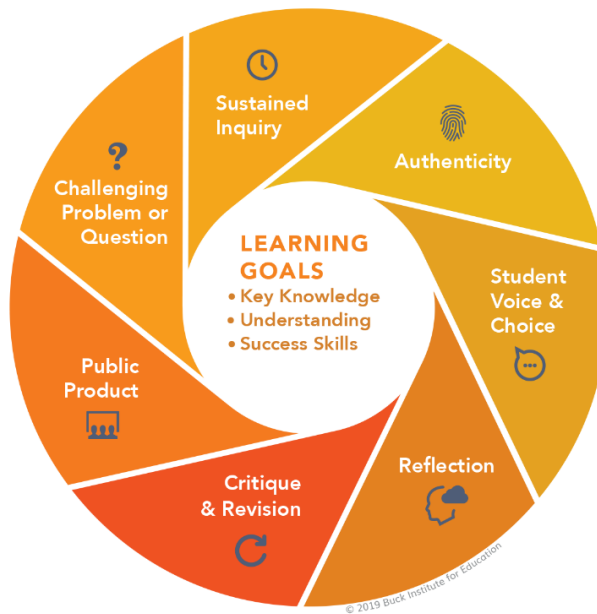 Sustained
Inquiry
Authenticity
?
Challenging
Problem or
Question
LEARNING
GOALS
• Key Knowledge
• Understanding
• Success Skills
Student
Voice &
Choice
Public
Product
Reflection
Critique
& Revision
© 2019 Buck Institute for Education